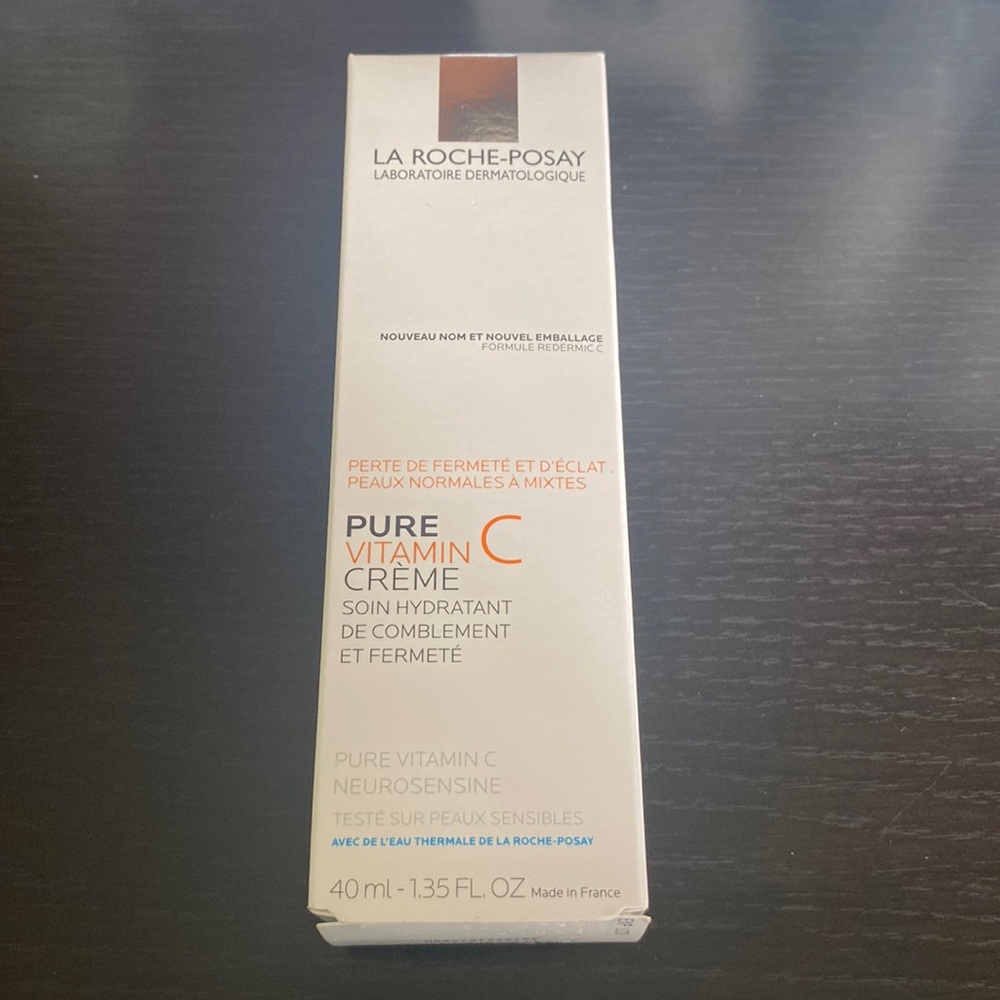 LA ROCHE-POSAY
LABORATOIRE DERMATOLOGIQUE
NOUVEAU NOM ET NOUVEL EMBALLAGE
FORMULE REDERMIC C
PERTE DE FERMETÉ ET D'ÉCLAT.
PEAUX NORMALES À MIXTES
PURE
VITAMIN C
CRÈME
SOIN HYDRATANT
DE COMBLEMENT
ET FERMETÉ
PURE VITAMIN C
NEUROSENSINE
TESTÉ SUR PEAUX SENSIBLES
AVEC DE L'EAU THERMALE DE LA ROCHE-POSAY
40 ml - 1.35 FL. OZ Made in France